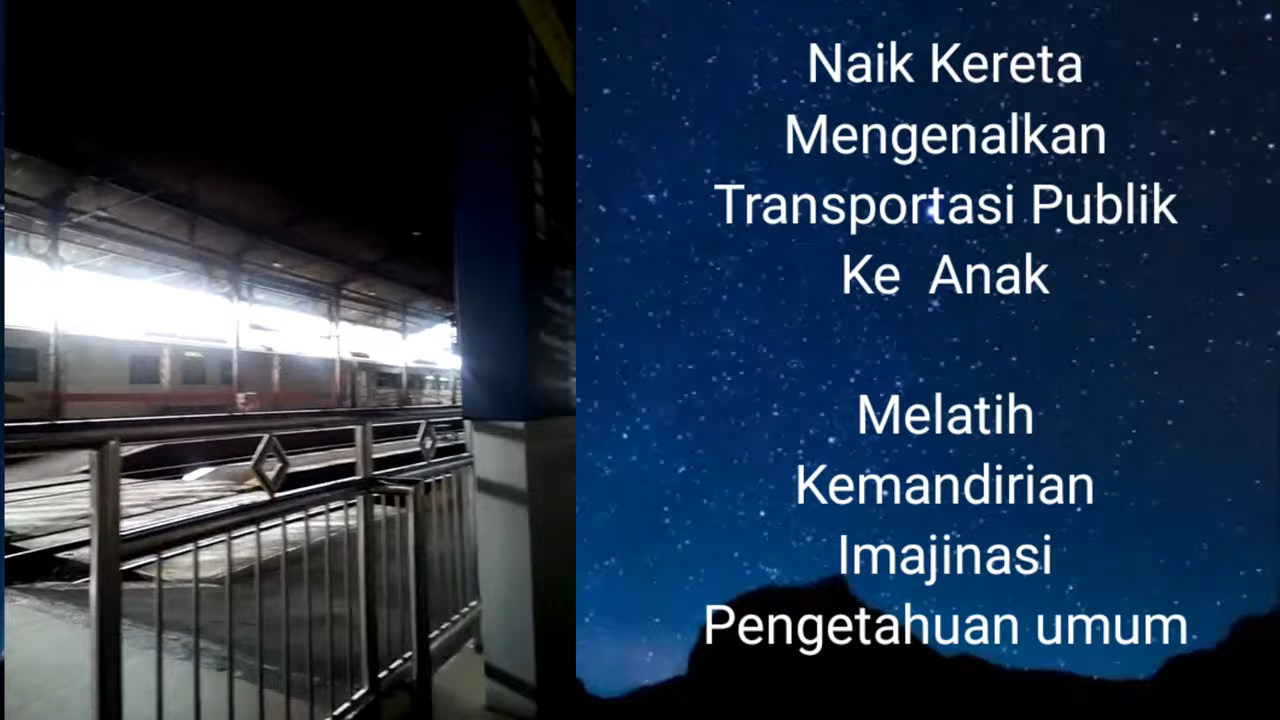 Naik Kereta
Mengenalkan
Transportasi Publik
Ke  Anak
Melatih
Kemandirian
Imajinasi
Pengetahuan umum